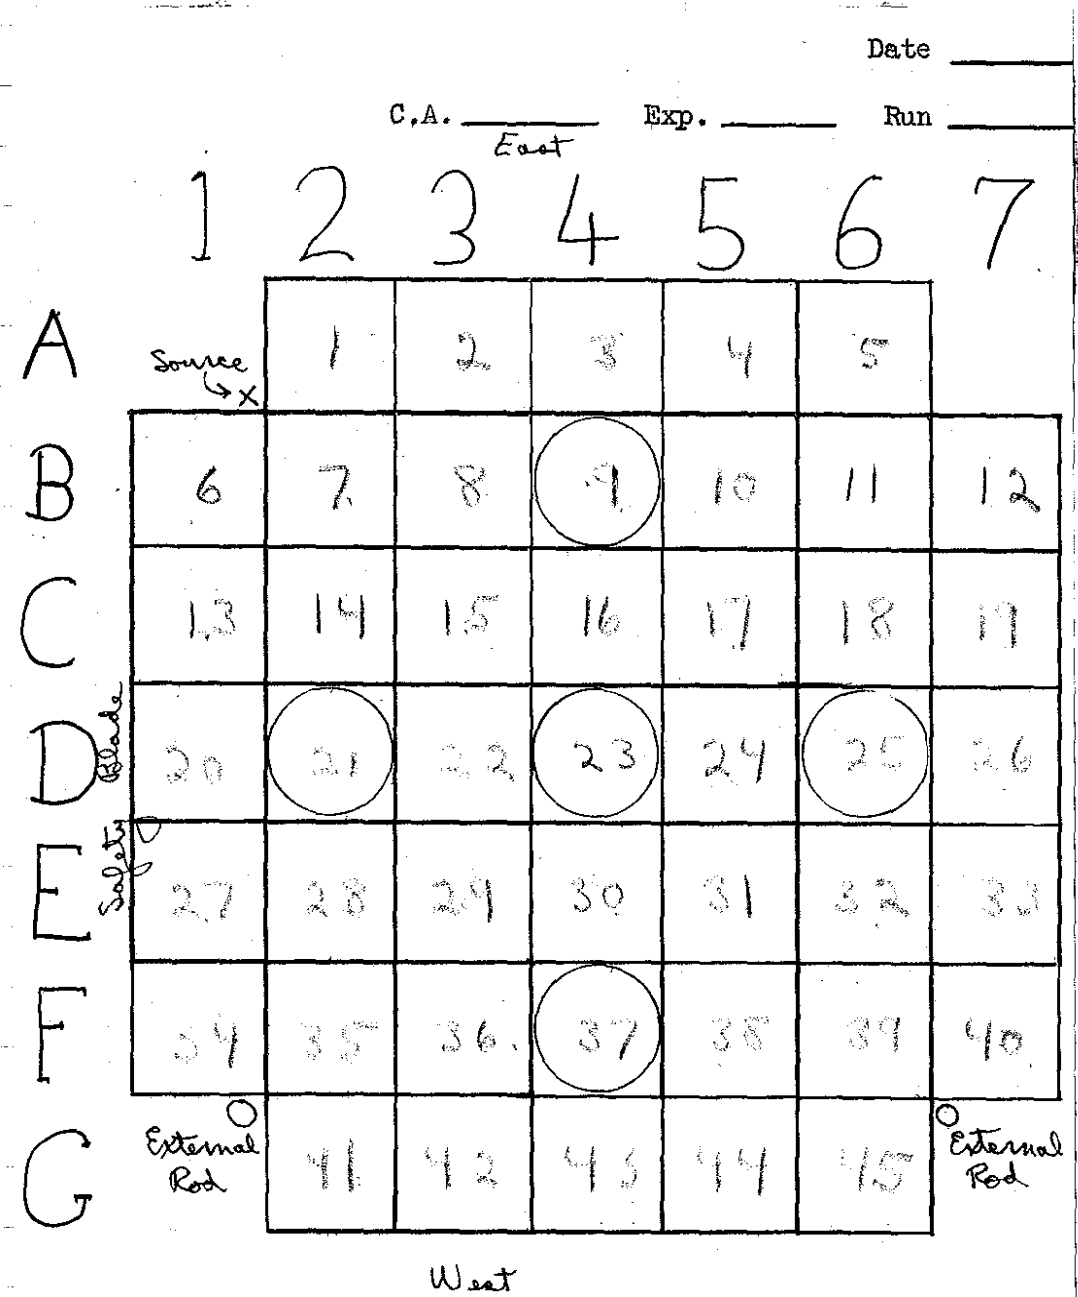 Date
C.A. Exp. Run
East
1 2 3 4 5 6 7
A 1 2 3 4 5
Source
x
B 6 7 8 9 10 11 12
C 13 14 15 16 17 18 19
D 20 21 22 23 24 25 26
Safety Blade
E 27 28 29 30 31 32 33
F 34 35 36 37 38 39 40
G 41 42 43 44 45
External Rod
External Rod
West